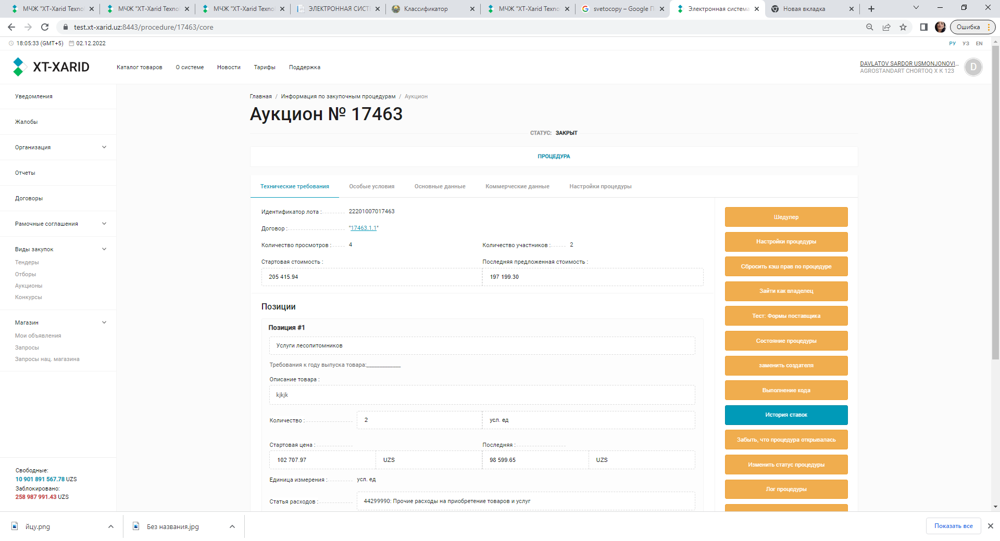 МЧЖ "XT-Xarid Texnol
МЧЖ "XT-Xarid Texnol
МЧЖ "XT-Xarid Texnol
ЭЛЕКТРОННАЯ СИСТ
Классификатор
МЧЖ "XT-Xarid Texno
svetocopy – Google П
Электронная система
Новая вкладка
test.xt-xarid.uz:8443/procedure/17463/core
Ошибка
18:05:33 (GMT+5) 02.12.2022
РУ УЗ EN
XT-XARID
Каталог товаров О системе Новости Тарифы Поддержка
DAVLATOV SARDOR USMONJONOVI...
AGROSTANDART CHORTOQ X K 123
D
Уведомления
Жалобы
Организация
Отчеты
Договоры
Рамочные соглашения
Виды закупок
Тендеры
Отборы
Аукционы
Конкурсы
Магазин
Мои объявления
Запросы
Запросы нац. магазина
Свободные:
10 901 891 567.78 UZS
Заблокировано:
258 987 991.43 UZS
Главная / Информация по закупочным процедурам / Аукцион
Аукцион № 17463
СТАТУС: ЗАКРЫТ
ПРОЦЕДУРА
Технические требования Особые условия Основные данные Коммерческие данные Настройки процедуры
Идентификатор лота : 22201007017463
Договор : "17463.1.1"
Количество просмотров : 4 Количество участников : 2
Стартовая стоимость : Последняя предложенная стоимость :
205 415.94 197 199.30
Позиции
Позиция #1
Услуги лесопитомников
Требования к году выпуска товара:____________
Описание товара :
kjkjk
Количество : 2 усл. ед
Стартовая цена : Последняя :
102 707.97 UZS 98 599.65 UZS
Единица измерения : усл. ед
Статья расходов : 44299990: Прочие расходы на приобретение товаров и услуг
Шедулер
Настройки процедуры
Сбросить кэш прав по процедуре
Зайти как владелец
Тест: Формы поставщика
Состояние процедуры
заменить создателя
Выполнение кода
История ставок
Забыть, что процедура открывалась
Изменить статус процедуры
Лог процедуры
йцу.png
Без названия.jpg
Показать все